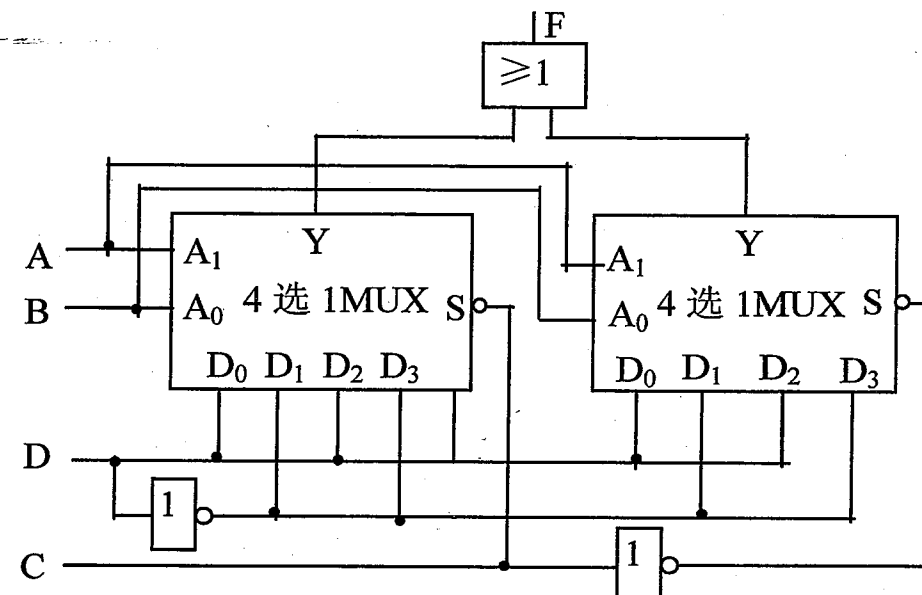 F
≥1
Y
Y
A
A₁
A₁
B
A₀
4 选 1MUX
S
A₀
4 选 1MUX
S
D₀ D₁ D₂ D₃
D₀ D₁ D₂ D₃
D
1
C
1